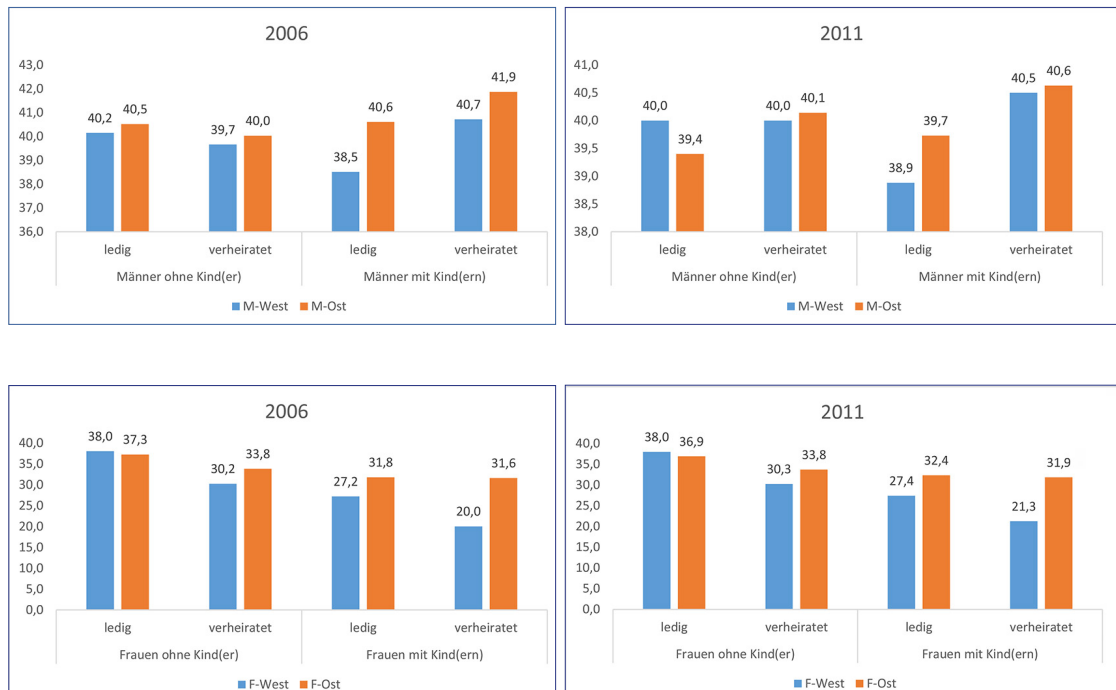 2006
43,0
42,0
41,0
40,0
39,0
38,0
37,0
36,0
40,2 40,5 39,7 40,0 38,5 40,6 40,7 41,9
ledig verheiratet ledig verheiratet
Männer ohne Kind(er) Männer mit Kind(ern)
M-West M-Ost
2011
41,0
40,5
40,0
39,5
39,0
38,5
38,0
40,0 39,4 40,0 40,1 38,9 39,7 40,5 40,6
ledig verheiratet ledig verheiratet
Männer ohne Kind(er) Männer mit Kind(ern)
M-West M-Ost
2006
40,0
35,0
30,0
25,0
20,0
15,0
10,0
5,0
0,0
38,0 37,3 30,2 33,8 27,2 31,8 20,0 31,6
ledig verheiratet ledig verheiratet
Frauen ohne Kind(er) Frauen mit Kind(ern)
F-West F-Ost
2011
40,0
35,0
30,0
25,0
20,0
15,0
10,0
5,0
0,0
38,0 36,9 30,3 33,8 27,4 32,4 21,3 31,9
ledig verheiratet ledig verheiratet
Frauen ohne Kind(er) Frauen mit Kind(ern)
F-West F-Ost